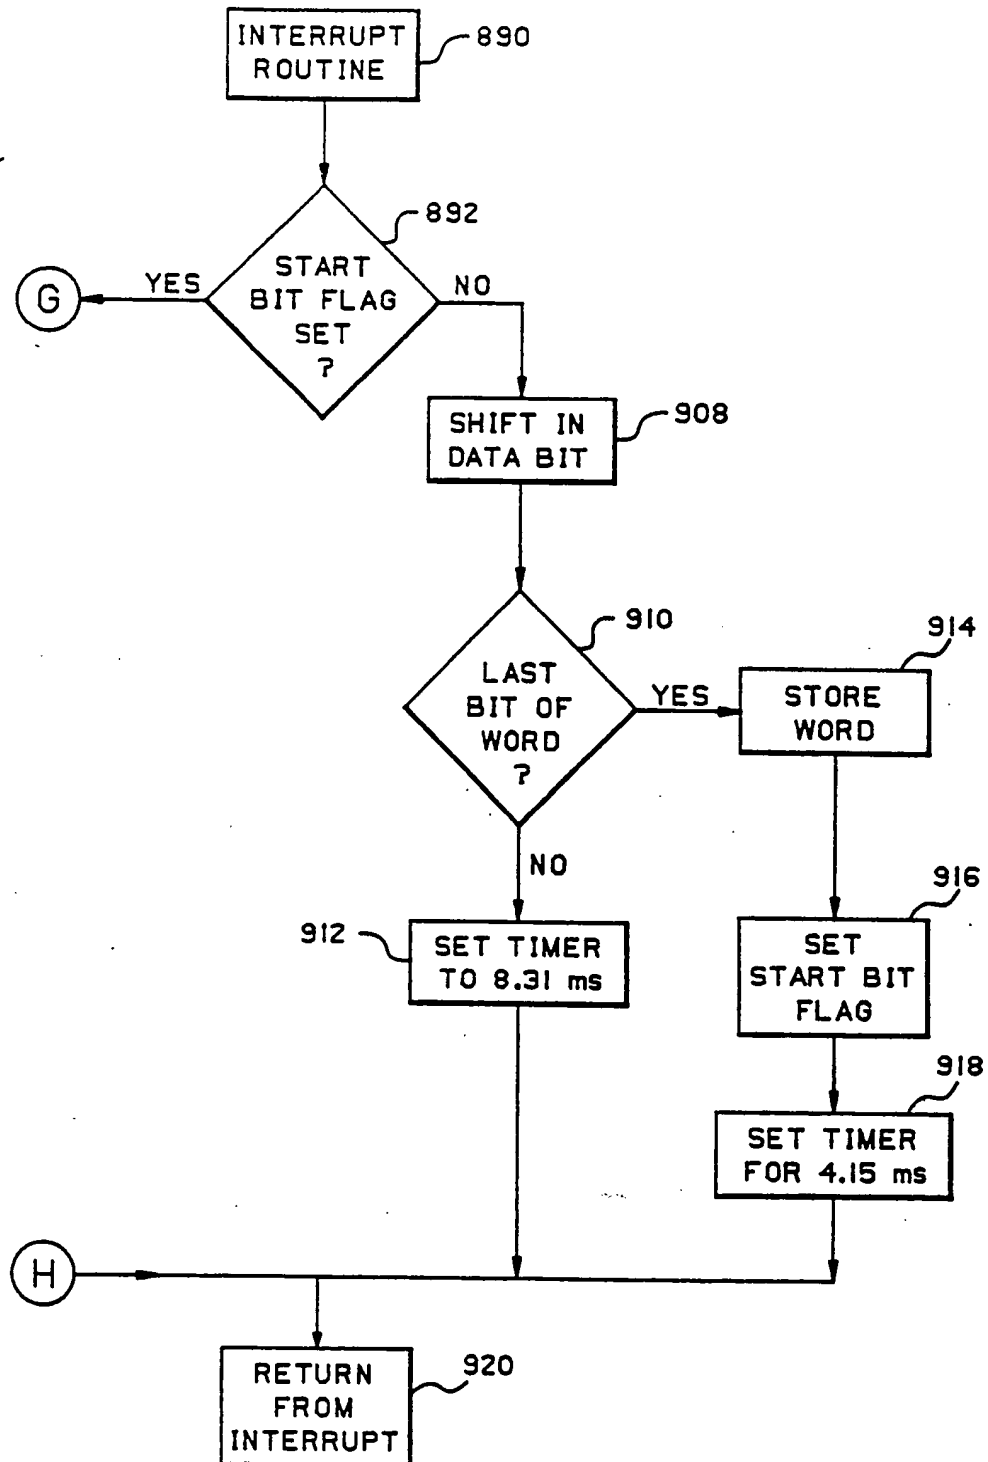 INTERRUPT
ROUTINE
890
892
START
BIT FLAG
SET
?
YES
NO
G
SHIFT IN
DATA BIT
908
910
LAST
BIT OF
WORD
?
YES
914
STORE
WORD
NO
916
SET
START BIT
FLAG
912
SET TIMER
TO 8.31 ms
918
SET TIMER
FOR 4.15 ms
H
RETURN
FROM
INTERRUPT
920